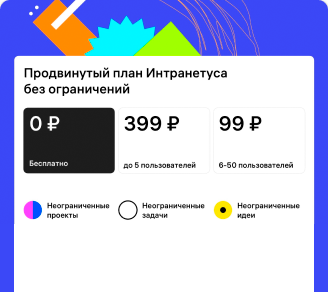 Продвинутый план Интранетуса
без ограничений
0 ₽
Бесплатно
399 ₽
до 5 пользователей
99 ₽
6-50 пользователей
Неограниченные
проекты
Неограниченные
задачи
Неограниченные
идеи